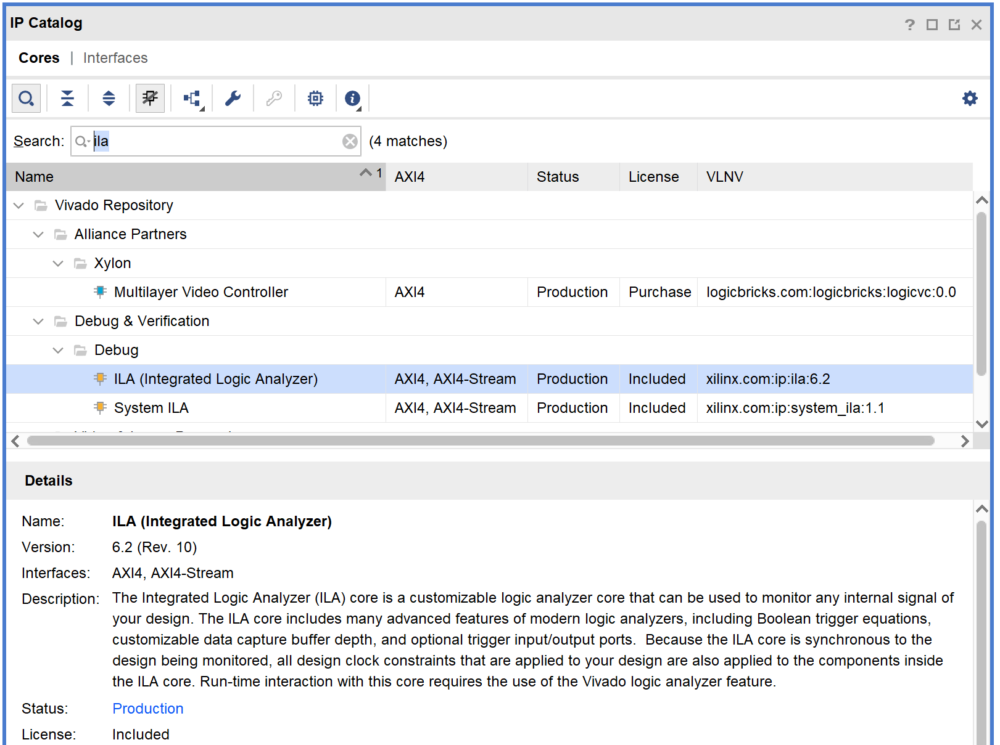 IP Catalog
Cores | Interfaces
Search: ila (4 matches)
Name 1 AXI4 Status License VLNV
Vivado Repository
Alliance Partners
Xylon
Multilayer Video Controller AXI4 Production Purchase logicbricks.com:logicbricks:logicvc:0.0
Debug & Verification
Debug
ILA (Integrated Logic Analyzer) AXI4, AXI4-Stream Production Included xilinx.com:ip:ila:6.2
System ILA AXI4, AXI4-Stream Production Included xilinx.com:ip:system_ila:1.1
Details
Name: ILA (Integrated Logic Analyzer)
Version: 6.2 (Rev. 10)
Interfaces: AXI4, AXI4-Stream
Description: The Integrated Logic Analyzer (ILA) core is a customizable logic analyzer core that can be used to monitor any internal signal of
your design. The ILA core includes many advanced features of modern logic analyzers, including Boolean trigger equations,
customizable data capture buffer depth, and optional trigger input/output ports.  Because the ILA core is synchronous to the
design being monitored, all design clock constraints that are applied to your design are also applied to the components inside
the ILA core. Run-time interaction with this core requires the use of the Vivado logic analyzer feature.
Status: Production
License: Included